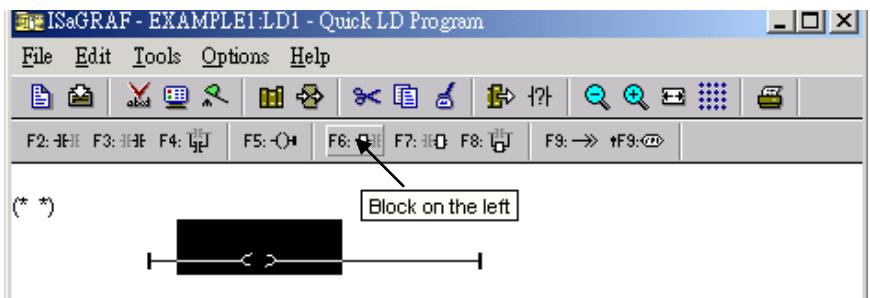 ISaGRAF - EXAMPLE1:LD1 - Quick LD Program
File Edit Tools Options Help
abcd ?
F2: F3: F4: F5: F6: F7: F8: F9: F9:
Block on the left
(* *)